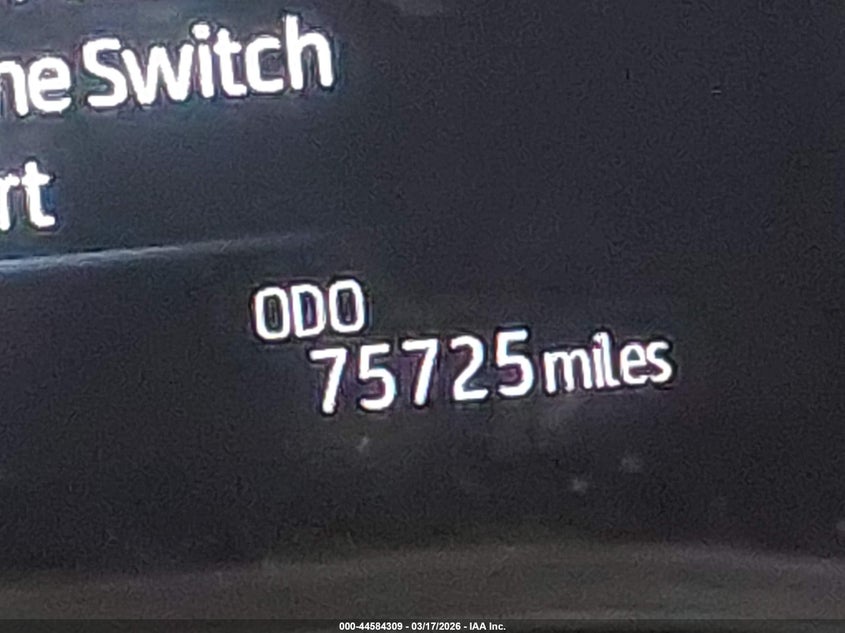 ne Switch
rt
ODO
75725 miles
000-44584309 - 03/17/2026 - IAA Inc.